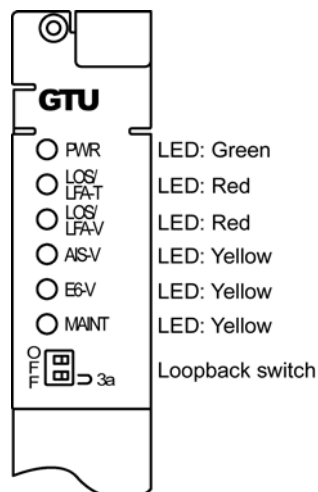 GTU
PWR LED: Green
LOS/
LFA-T LED: Red
LOS/
LFA-V LED: Red
AIS-V LED: Yellow
E6-V LED: Yellow
MAINT LED: Yellow
OFF 3a Loopback switch